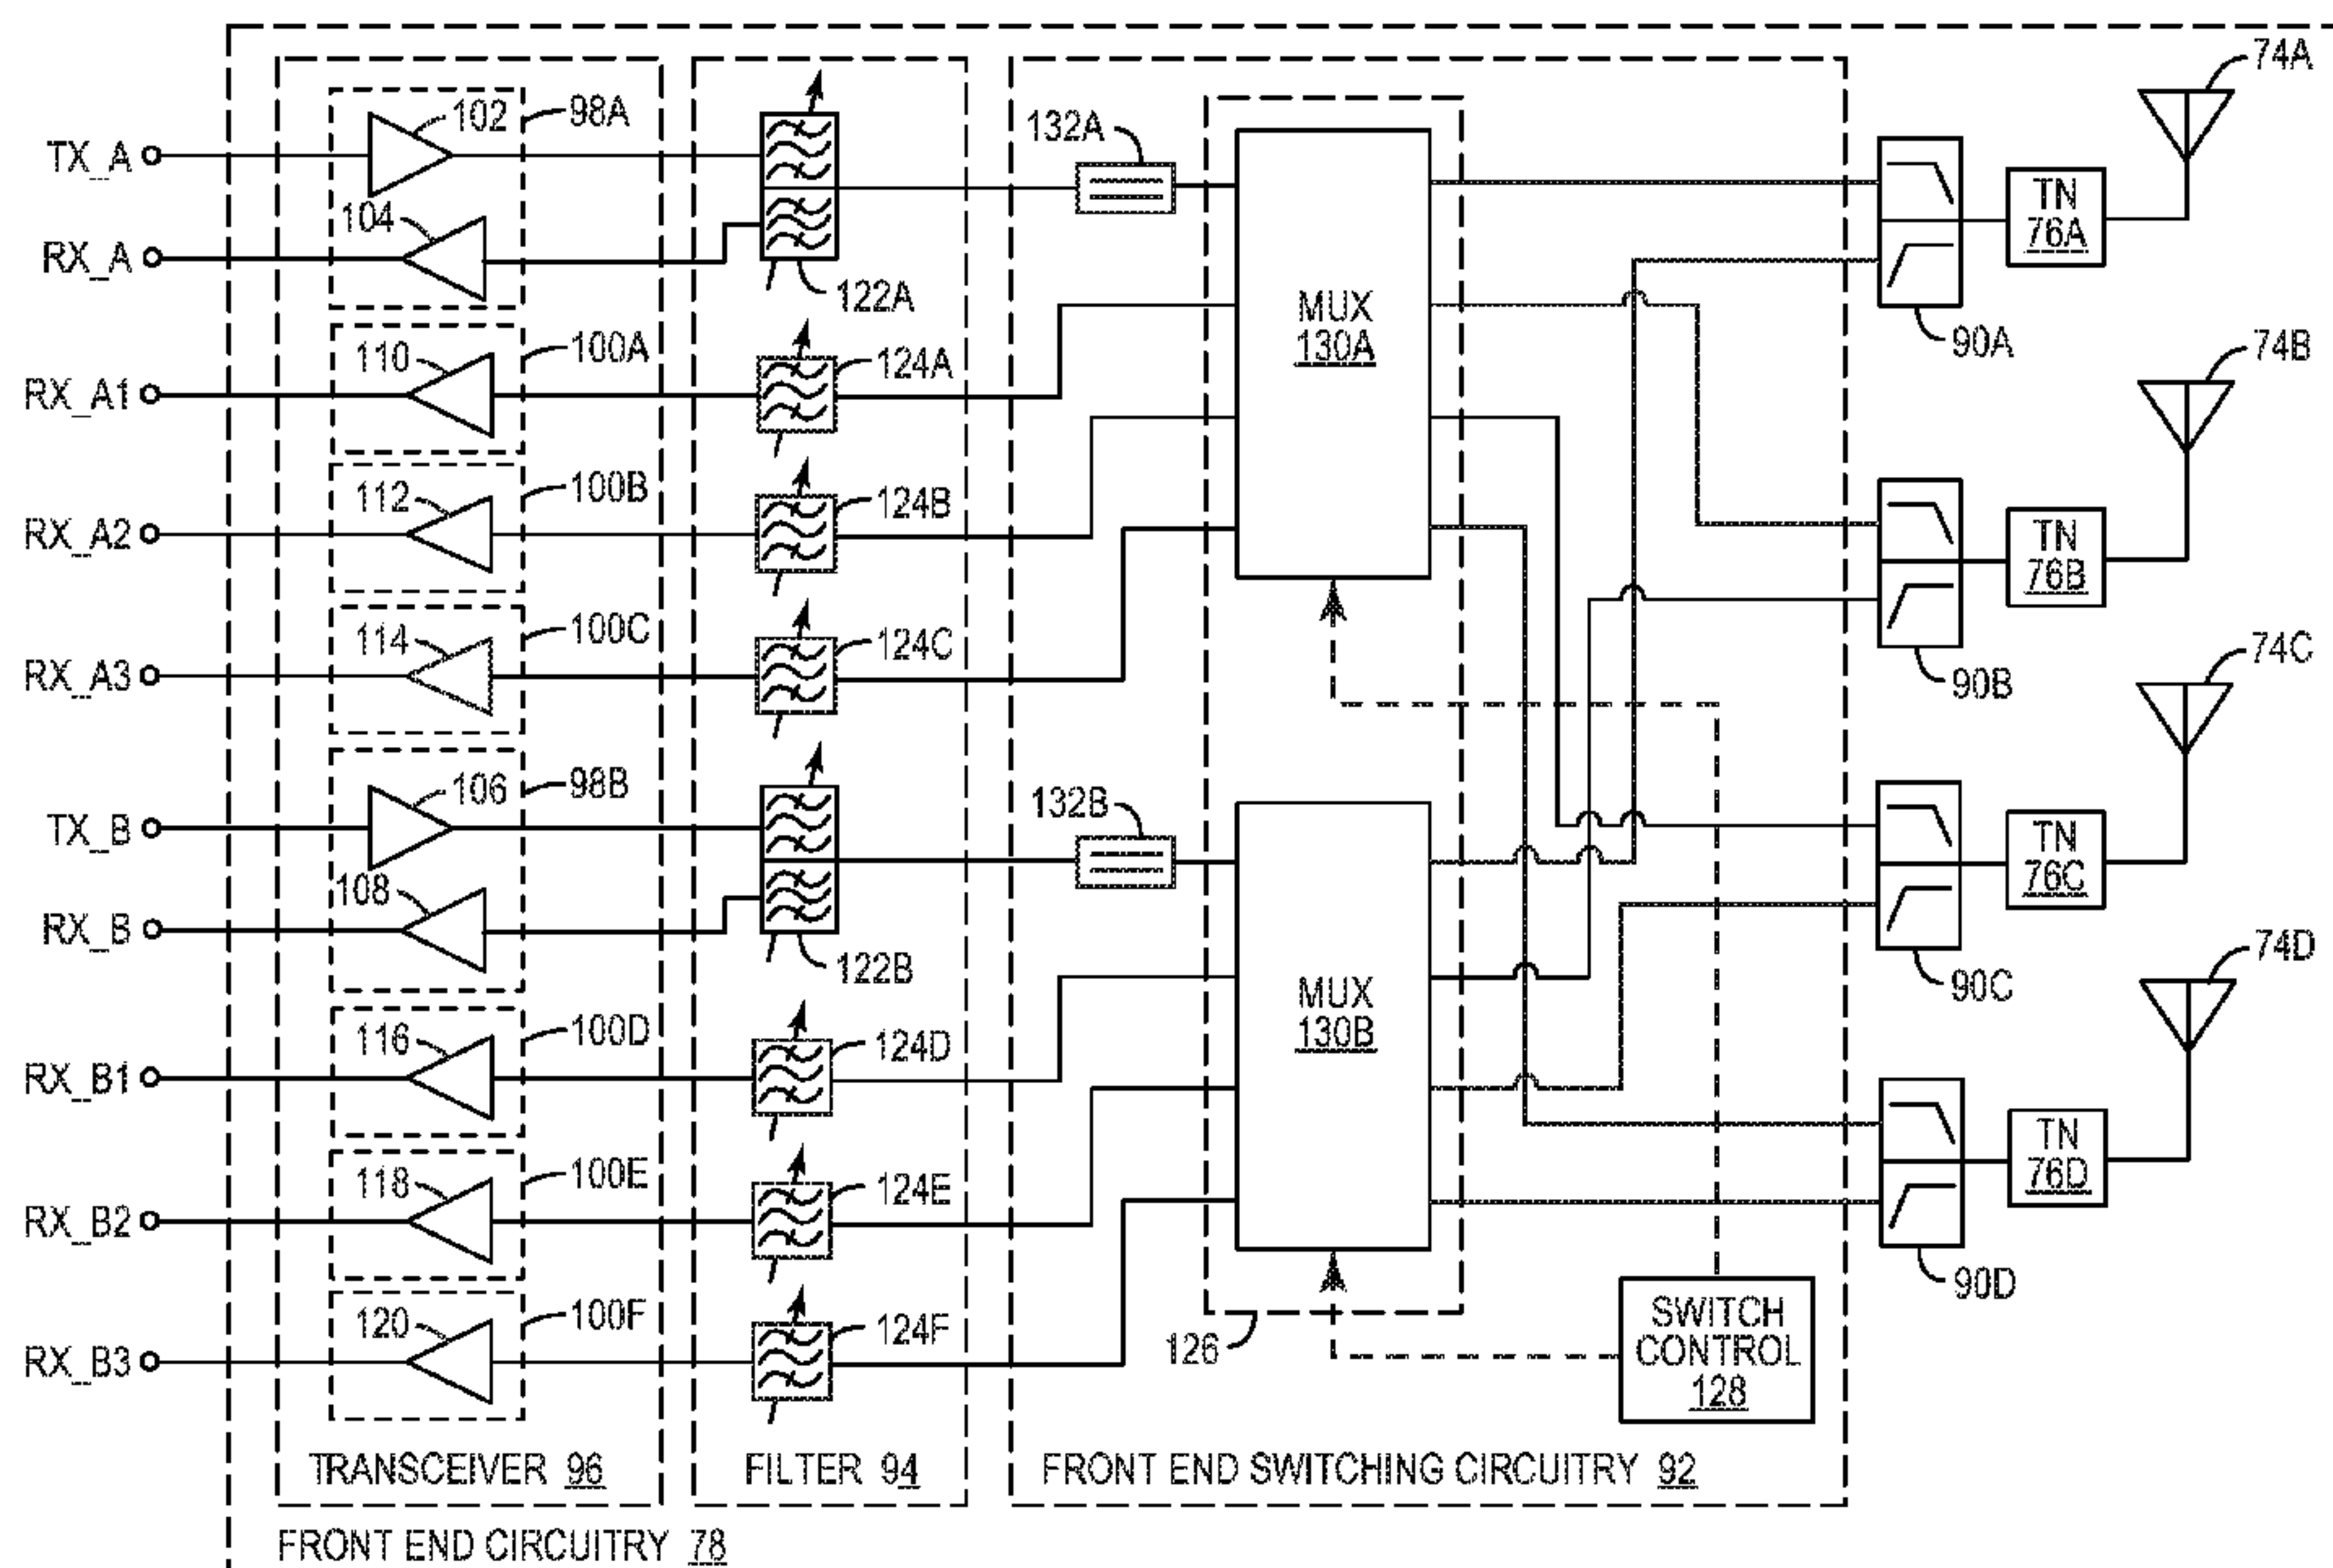 74A
102
98A
132A
TX_A
104
RX_A
TN
76A
MUX
130A
122A
90A
110
100A
124A
74B
RX_A1
112
100B
124B
RX_A2
TN
76B
114
100C
124C
74C
RX_A3
90B
106
98B
132B
TX_B
TN
76C
108
RX_B
122B
74D
MUX
130B
90C
116
100D
124D
RX_B1
TN
76D
118
100E
124E
RX_B2
90D
120
100F
124F
126
SWITCH
CONTROL
128
RX_B3
TRANSCEIVER 96
FILTER 94
FRONT END SWITCHING CIRCUITRY 92
FRONT END CIRCUITRY 78